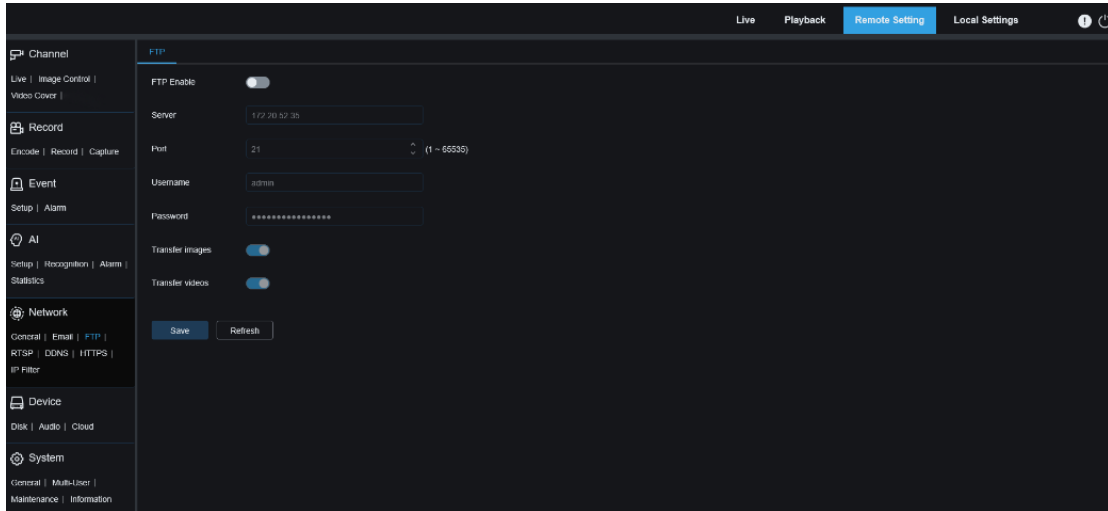 Live Playback Remote Setting Local Settings
Channel
Live | Image Control |
Video Cover |
Record
Encode | Record | Capture
Event
Setup | Alarm
AI
Setup | Recognition | Alarm |
Statistics
Network
General | Email | FTP |
RTSP | DDNS | HTTPS |
IP Filter
Device
Disk | Audio | Cloud
System
General | Multi-User |
Maintenance | Information
FTP
FTP Enable
Server 172.20.52.35
Port 21 (1 ~ 65535)
Username admin
Password ••••••••••••••••
Transfer images
Transfer videos
Save Refresh